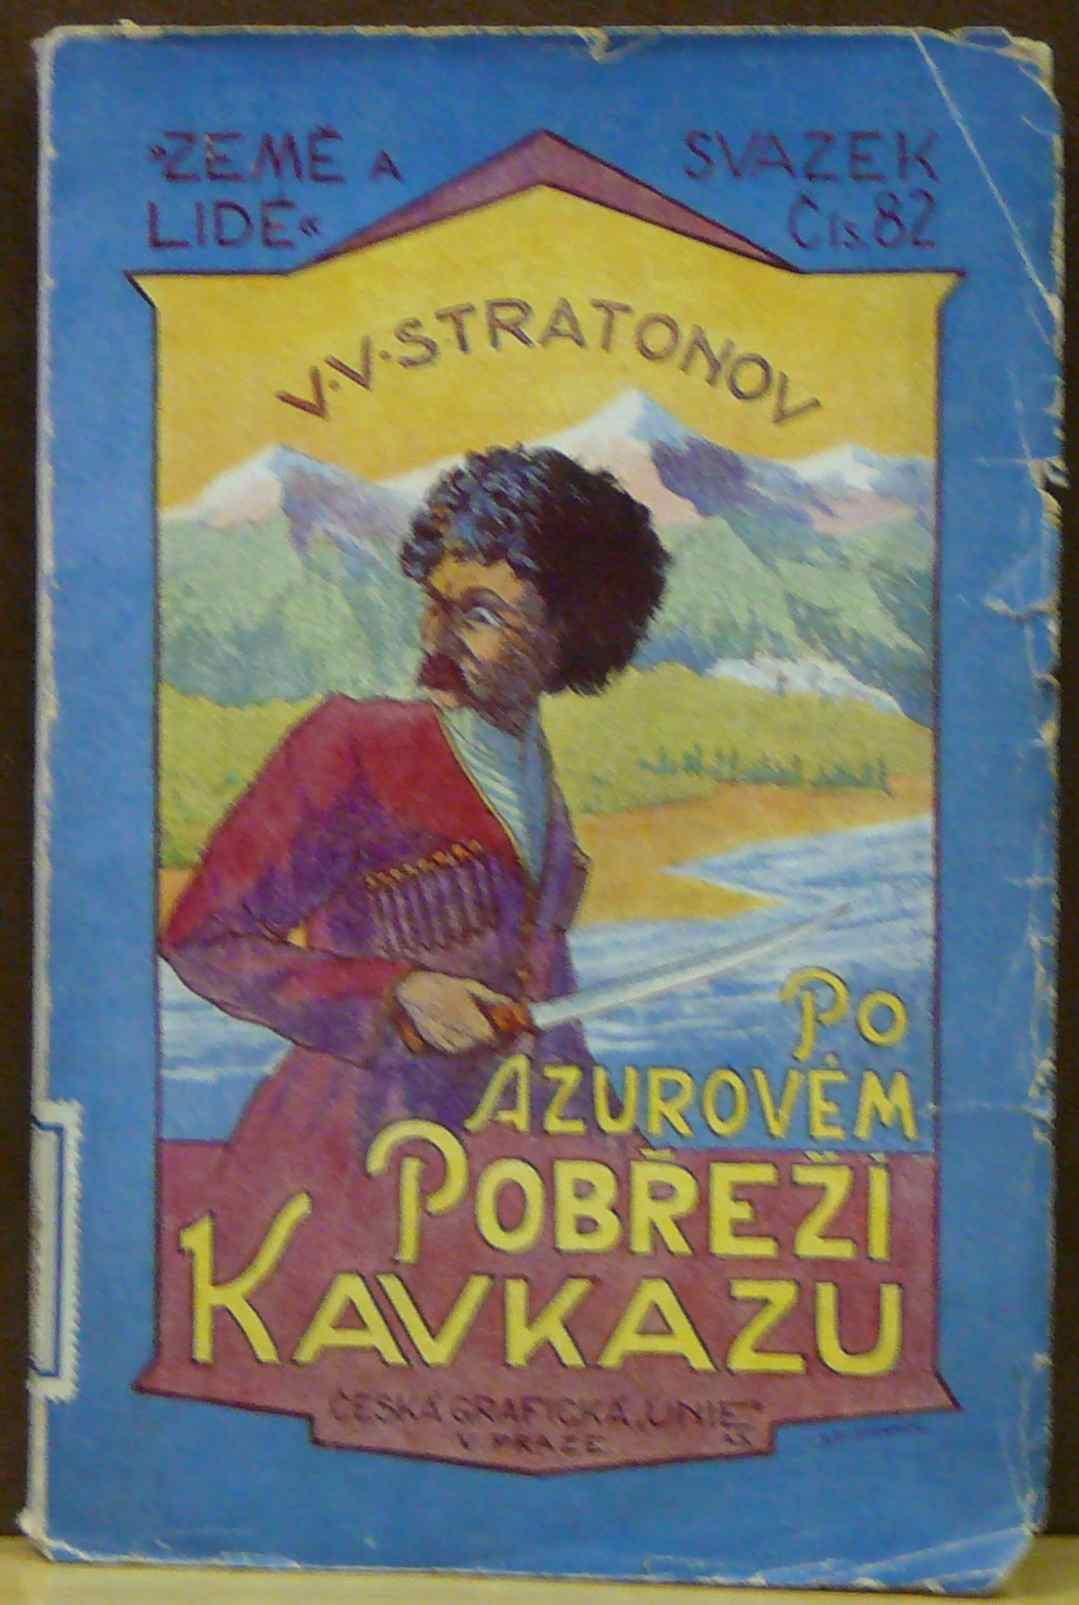 »ZEMĚ A
LIDÉ«
SVAZEK
Čís. 82
V. V. STRATONOV
PO
AZUROVÉM
POBŘEŽÍ
KAVKAZU
ČESKÁ GRAFICKÁ „UNIE“
V PRAZE A.S.